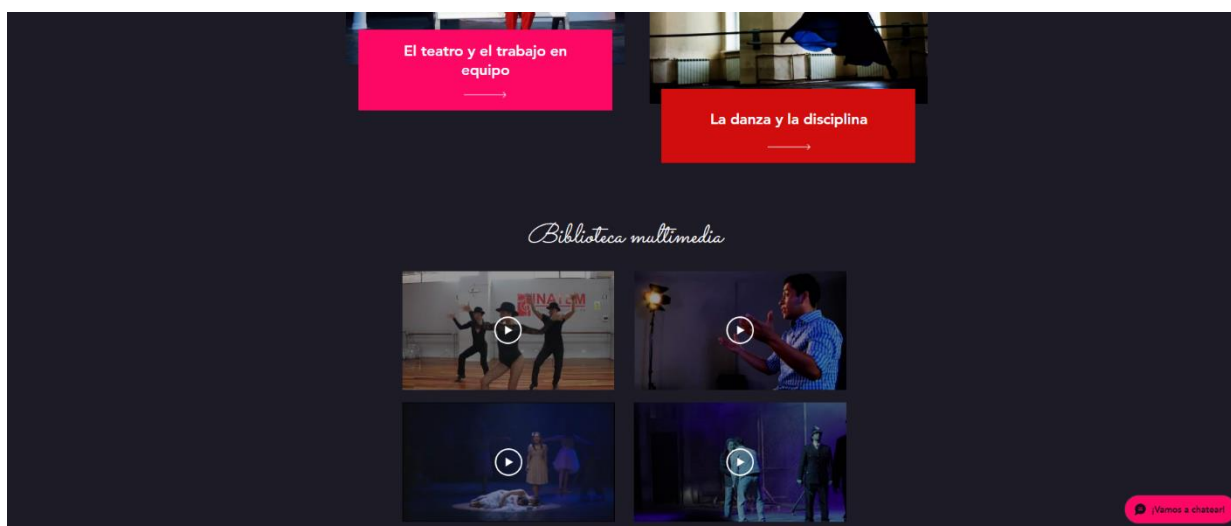 El teatro y el trabajo en
equipo
La danza y la disciplina
Biblioteca multimedia
¡Vamos a chatear!